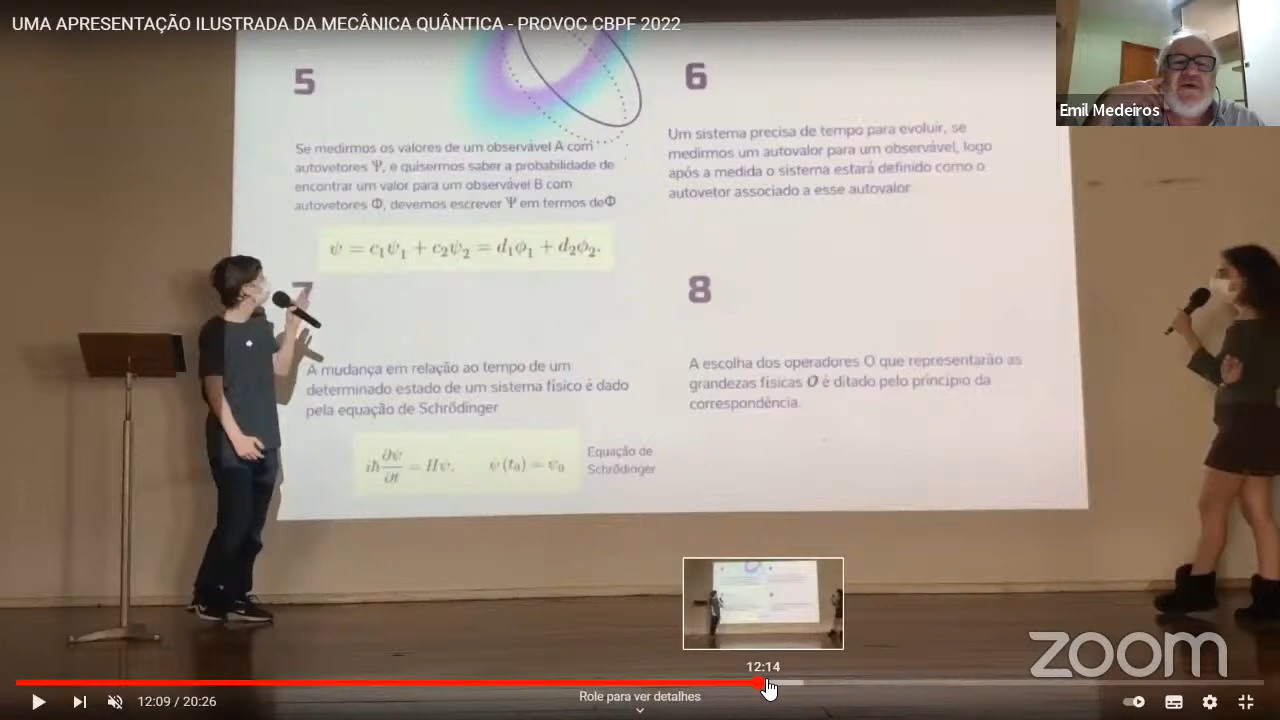 UMA APRESENTAÇÃO ILUSTRADA DA MECÂNICA QUÂNTICA - PROVOC CBPF 2022
Emil Medeiros
5
Se medirmos os valores de um observável A com
autovetores Ψ, e quisermos saber a probabilidade de
encontrar um valor para um observável B com
autovetores Φ, devemos escrever Ψ em termos deΦ
ψ = c₁ψ₁ + c₂ψ₂ = d₁ϕ₁ + d₂ϕ₂.
6
Um sistema precisa de tempo para evoluir, se
medirmos um autovalor para um observável, logo
após a medida o sistema estará definido como o
autovetor associado a esse autovalor
7
A mudança em relação ao tempo de um
determinado estado de um sistema físico é dado
pela equação de Schrödinger
iħ ∂ψ/∂t = Hψ, ψ(t₀) = ψ₀
Equação de
Schrödinger
8
A escolha dos operadores O que representarão as
grandezas físicas O é ditado pelo princípio da
correspondência.
12:14
zoom
12:09 / 20:26
Role para ver detalhes